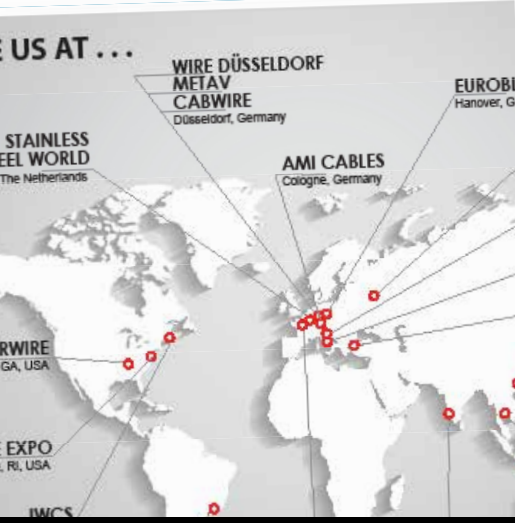 E US AT . . .
WIRE DÜSSELDORF
METAV
CABWIRE
Düsseldorf, Germany
EUROBL
Hanover, G
STAINLESS
EEL WORLD
The Netherlands
AMI CABLES
Cologne, Germany
RWIRE
GA, USA
E EXPO
, RI, USA
IWCS